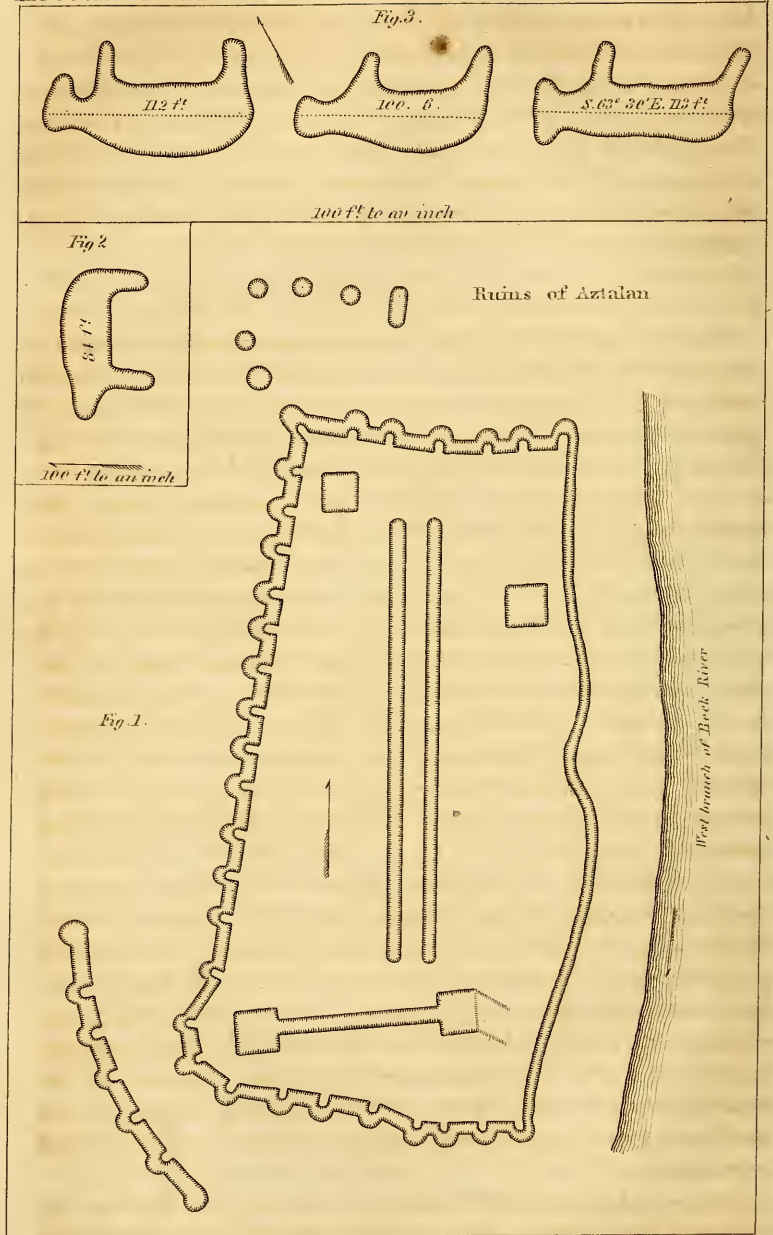 Fig. 3.
112 ft
100. 6.
S. 63° 30' E. 113 ft
100 ft to an inch
Fig 2
84 ft
100 ft to an inch
Ruins of Aztalan
Fig. 1.
West branch of Rock River